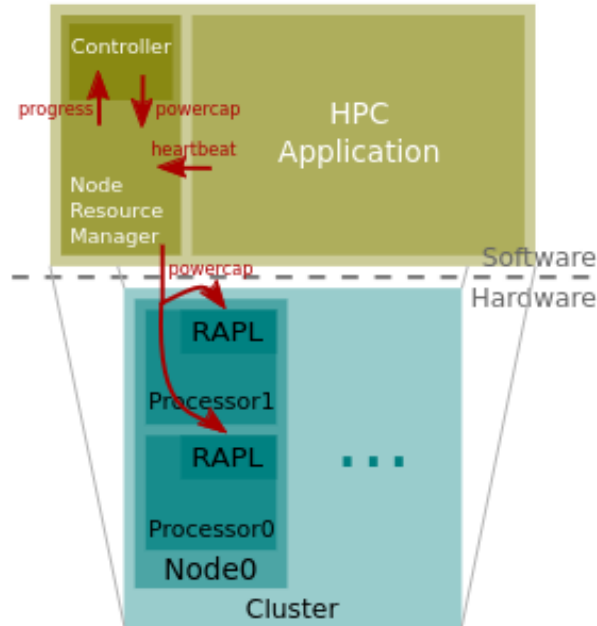 Controller
progress
powercap
heartbeat
HPC
Application
Node
Resource
Manager
Software
powercap
Hardware
RAPL
Processor1
RAPL
...
Processor0
Node0
Cluster